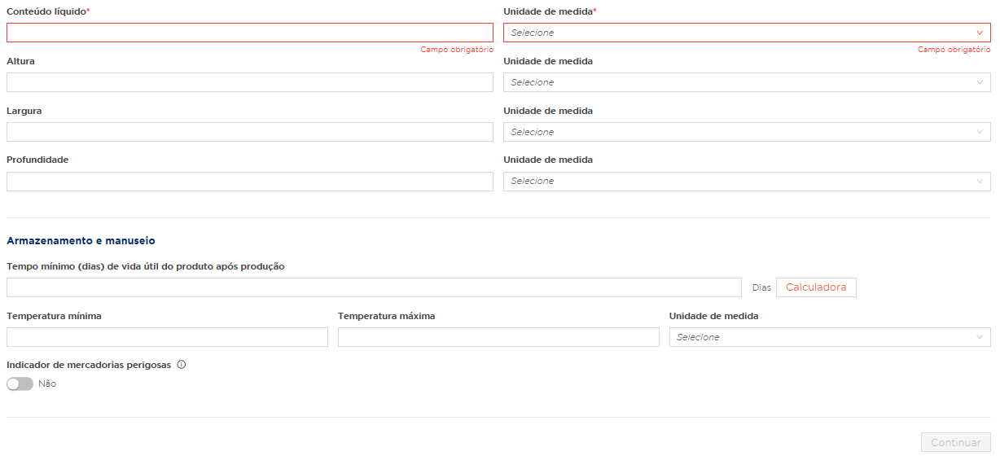 Conteúdo líquido* Unidade de medida*
Selecione
Campo obrigatório Campo obrigatório
Altura Unidade de medida
Selecione
Largura Unidade de medida
Selecione
Profundidade Unidade de medida
Selecione
Armazenamento e manuseio
Tempo mínimo (dias) de vida útil do produto após produção
Dias Calculadora
Temperatura mínima Temperatura máxima Unidade de medida
Selecione
Indicador de mercadorias perigosas
Não
Continuar